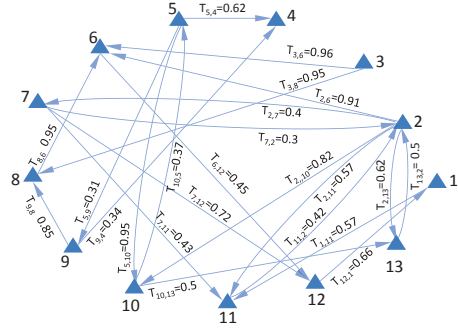 5
T5,4=0.62
4
6
T3,6=0.96
3
T3,8=0.95
T2,6=0.91
7
T2,7=0.4
2
T7,2=0.3
T8,6 0.95
T10,5=0.37
T6,12=0.45
T2,,10=0.82
T2,11=0.57
T2,13=0.62
T13,2= 0.5
8
1
T5,9=0.31
T7,12=0.72
T11,2=0.42
T9,8 0.85
T9,4=0.34
T7,11=0.43
T1,11=0.57
9
T5,10=0.95
T12,1=0.66
13
10
T10,13=0.5
11
12